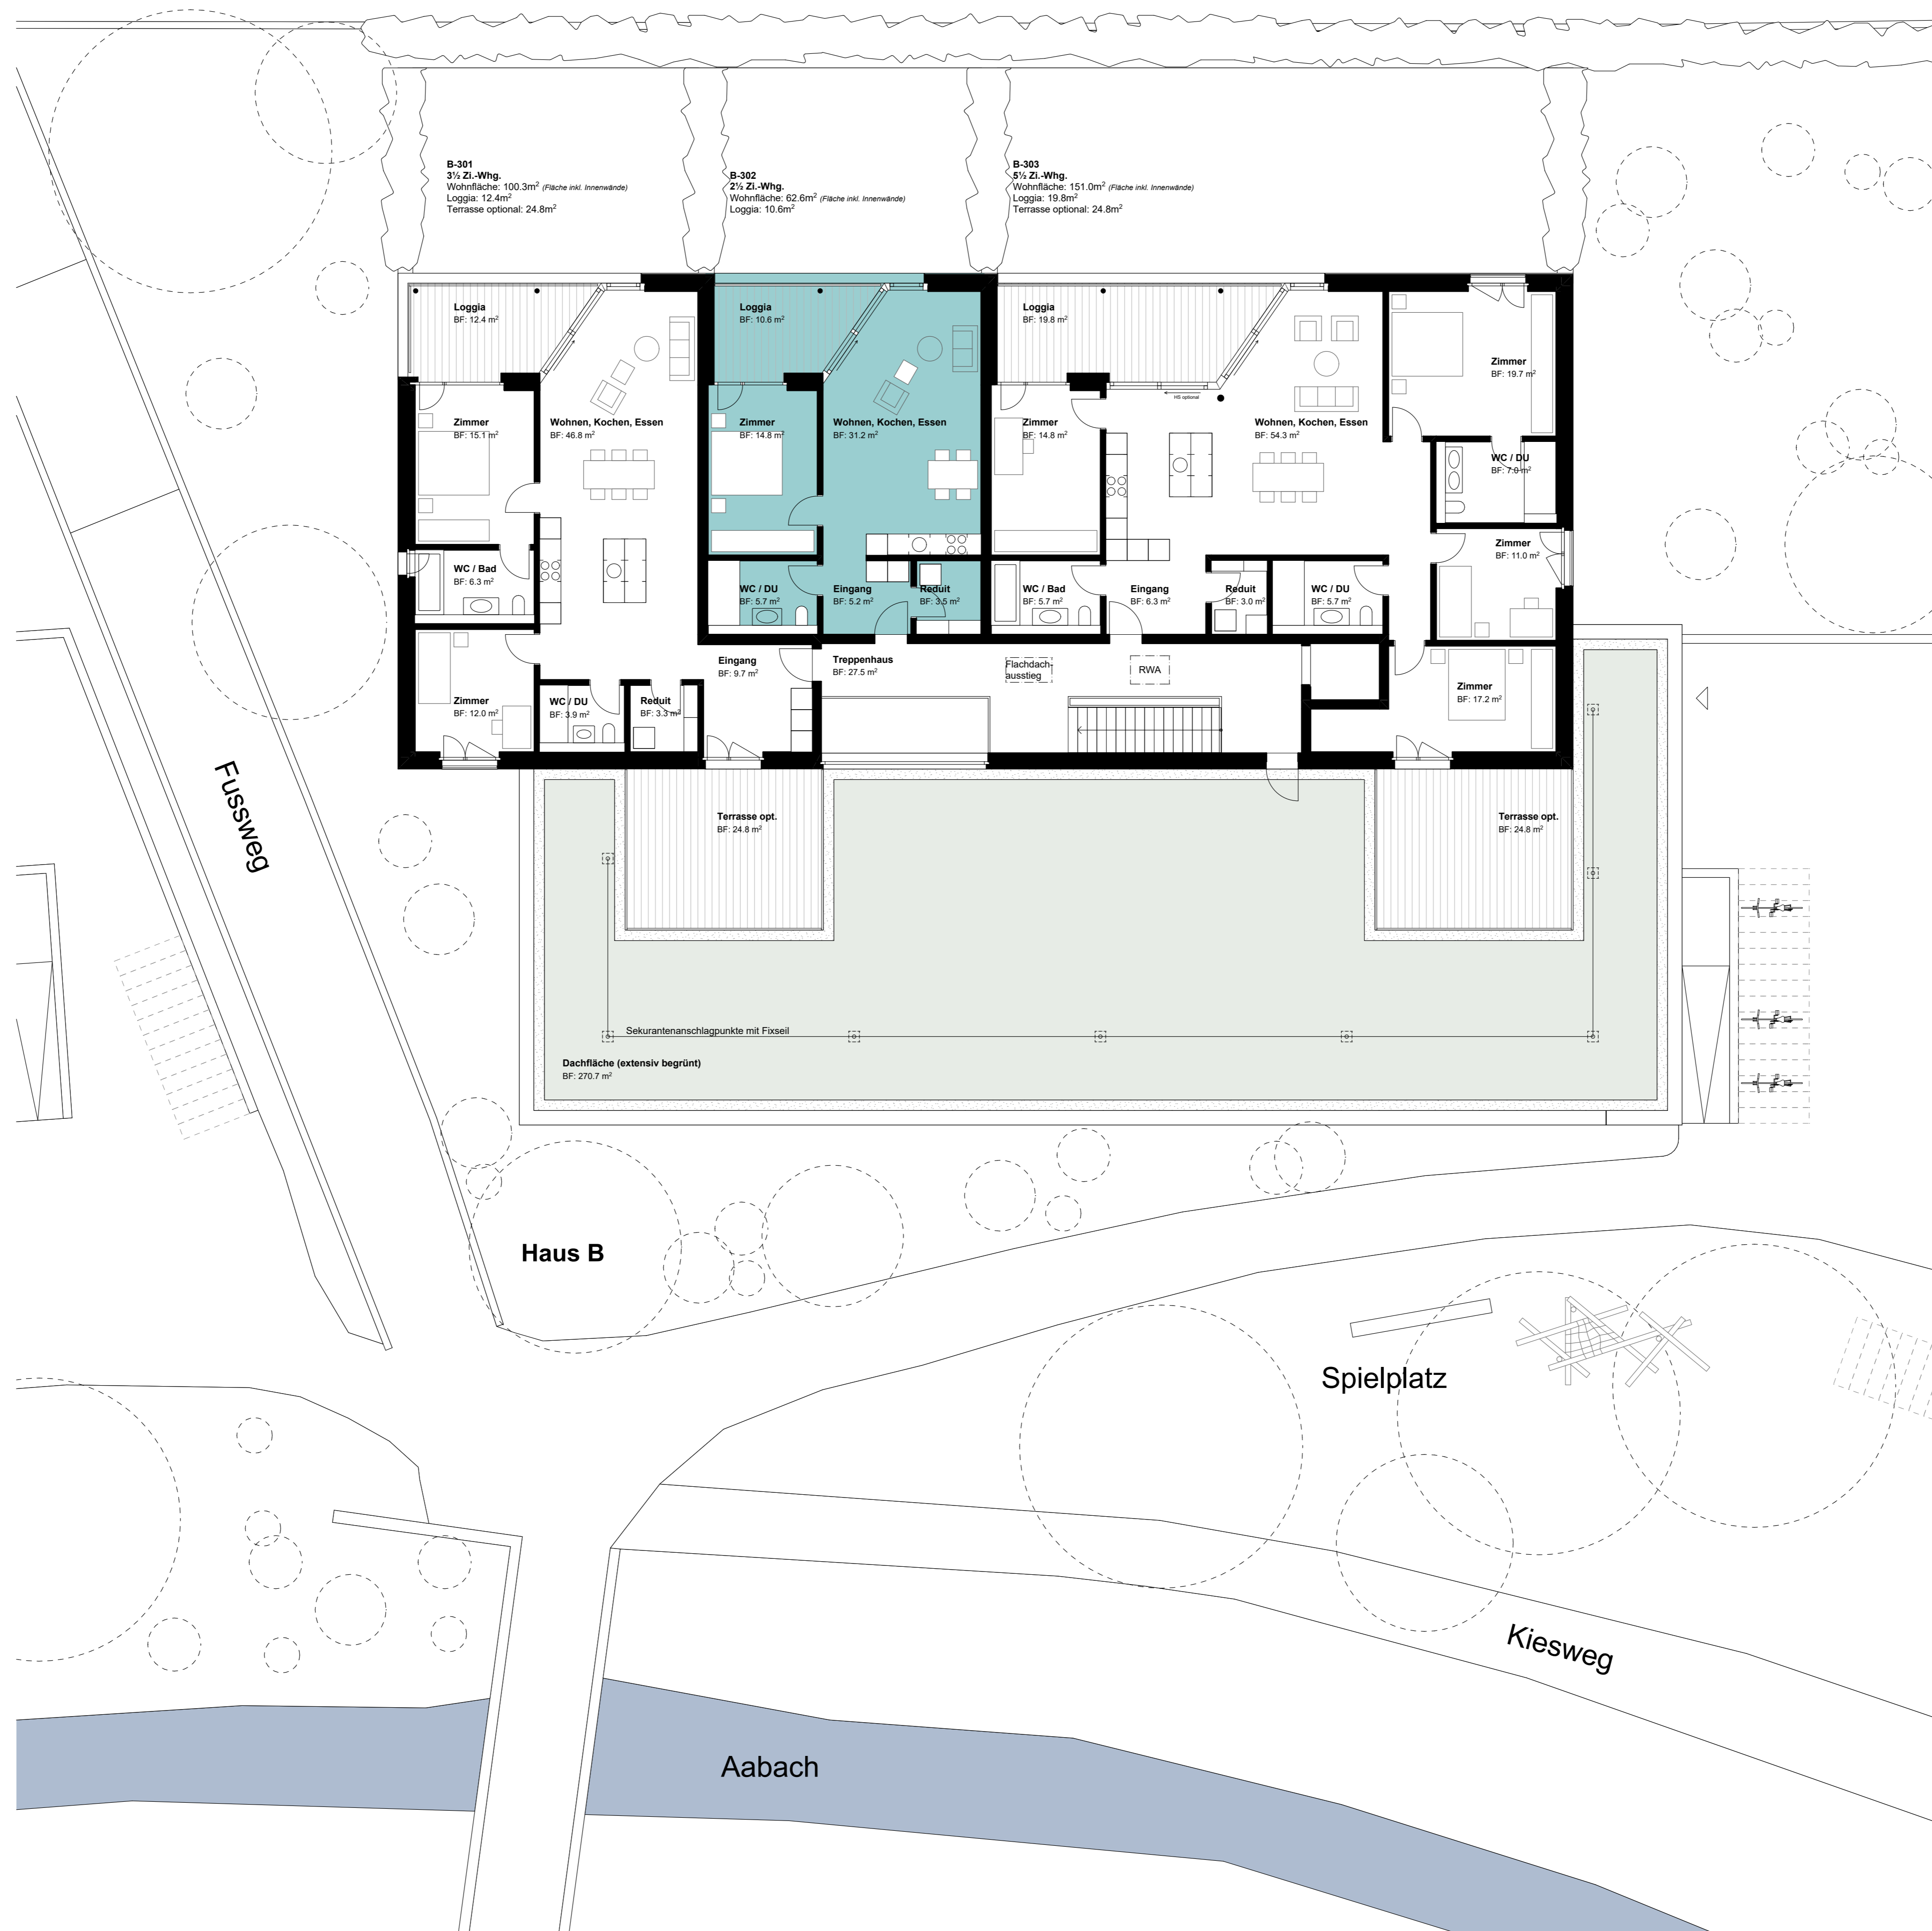 B-301
3½ Zi.-Whg.
Wohnfläche: 100.3m² (Fläche inkl. Innenwände)
Loggia: 12.4m²
Terrasse optional: 24.8m²
B-302
2½ Zi.-Whg.
Wohnfläche: 62.6m² (Fläche inkl. Innenwände)
Loggia: 10.6m²
B-303
5½ Zi.-Whg.
Wohnfläche: 151.0m² (Fläche inkl. Innenwände)
Loggia: 19.8m²
Terrasse optional: 24.8m²
Loggia
BF: 12.4 m²
Loggia
BF: 10.6 m²
Loggia
BF: 19.8 m²
Zimmer
BF: 19.7 m²
HS optional
Zimmer
BF: 15.1 m²
Wohnen, Kochen, Essen
BF: 46.8 m²
Zimmer
BF: 14.8 m²
Wohnen, Kochen, Essen
BF: 31.2 m²
Zimmer
BF: 14.8 m²
Wohnen, Kochen, Essen
BF: 54.3 m²
WC / DU
BF: 7.0 m²
Zimmer
BF: 11.0 m²
WC / Bad
BF: 6.3 m²
WC / DU
BF: 5.7 m²
Eingang
BF: 5.2 m²
Reduit
BF: 3.5 m²
WC / Bad
BF: 5.7 m²
Eingang
BF: 6.3 m²
Reduit
BF: 3.0 m²
WC / DU
BF: 5.7 m²
Eingang
BF: 9.7 m²
Treppenhaus
BF: 27.5 m²
Flachdach-
ausstieg
RWA
Zimmer
BF: 17.2 m²
Zimmer
BF: 12.0 m²
WC / DU
BF: 3.9 m²
Reduit
BF: 3.3 m²
Terrasse opt.
BF: 24.8 m²
Terrasse opt.
BF: 24.8 m²
Fussweg
Sekurantenanschlagpunkte mit Fixseil
Dachfläche (extensiv begrünt)
BF: 270.7 m²
Haus B
Spielplatz
Kiesweg
Aabach